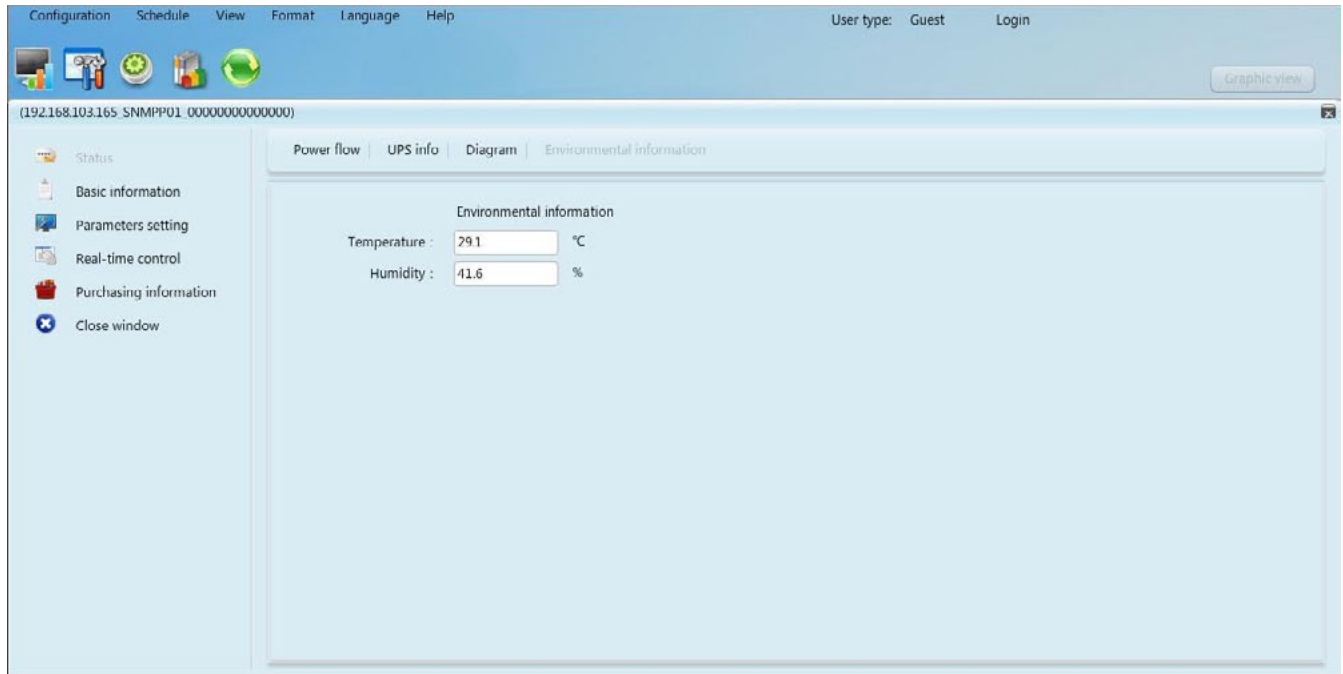 Configuration Schedule View Format Language Help User type: Guest Login
Graphic view
(192.168.103.165_SNMPP01_00000000000000)
Status
Basic information
Parameters setting
Real-time control
Purchasing information
Close window
Power flow UPS info Diagram Environmental information
Environmental information
Temperature : 29.1 °C
Humidity : 41.6 %